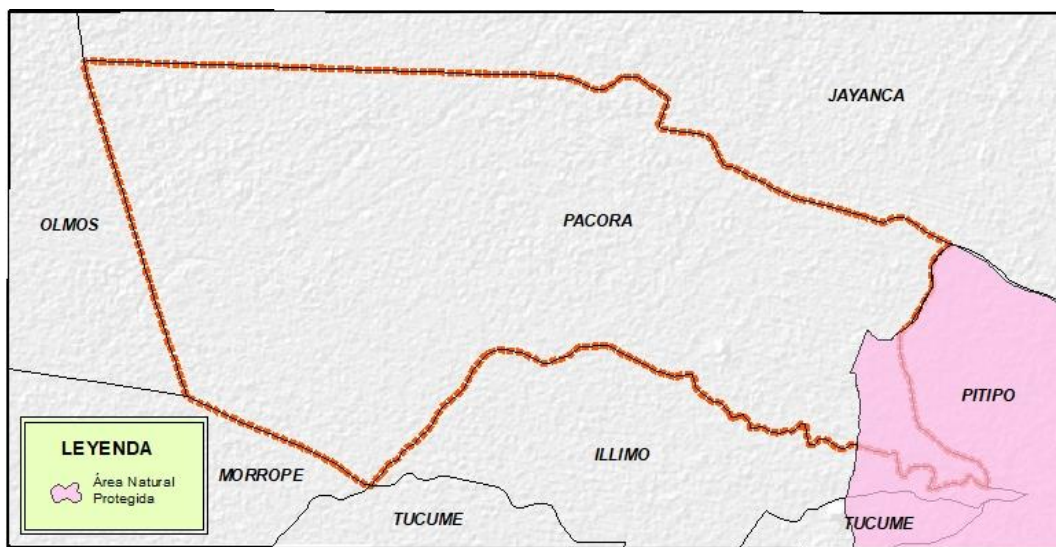 JAYANCA
OLMOS
PACORA
PITIPO
LEYENDA
Área Natural
Protegida
MORROPE
ILLIMO
TUCUME
TUCUME